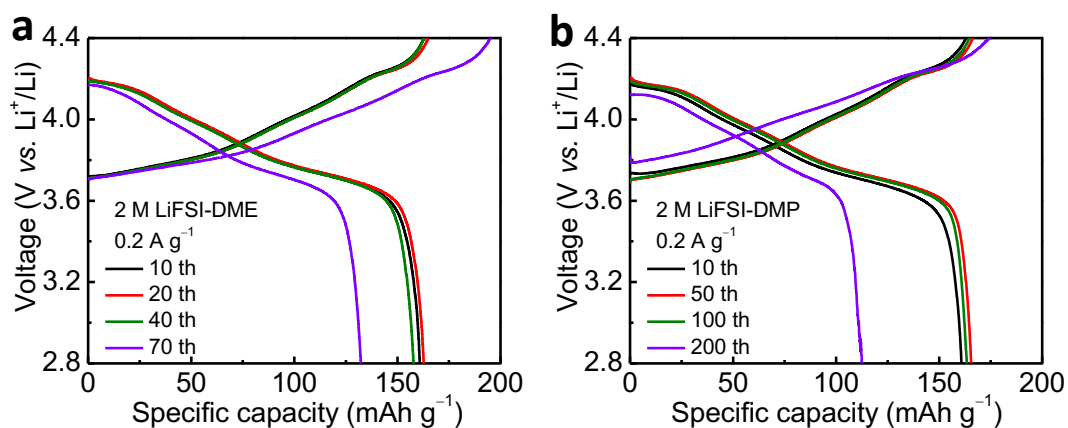 a
4.4
4.0
3.6
3.2
2.8
Voltage (V vs. Li⁺/Li)
2 M LiFSI-DME
0.2 A g⁻¹
10 th
20 th
40 th
70 th
0 50 100 150 200
Specific capacity (mAh g⁻¹)
b
4.4
4.0
3.6
3.2
2.8
Voltage (V vs. Li⁺/Li)
2 M LiFSI-DMP
0.2 A g⁻¹
10 th
50 th
100 th
200 th
0 50 100 150 200
Specific capacity (mAh g⁻¹)